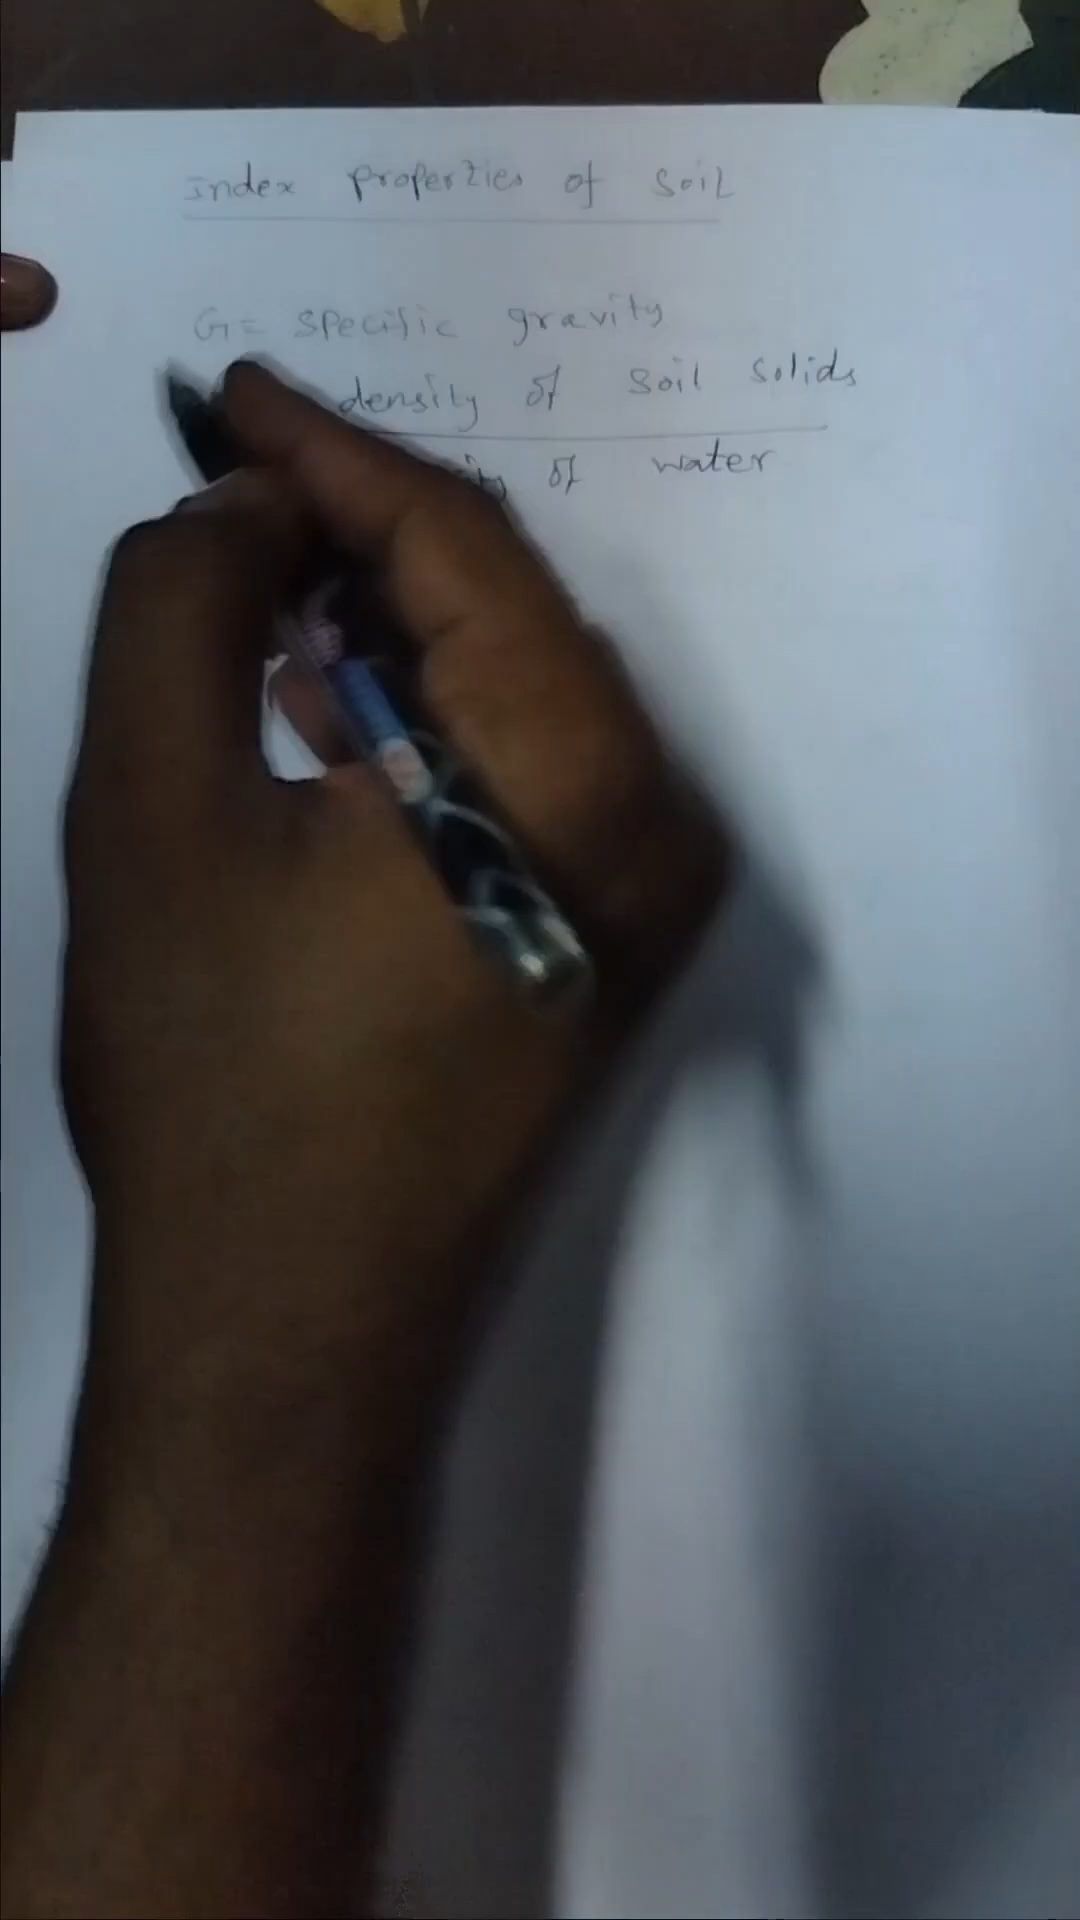 Index properties of soil
G = specific gravity
density of soil solids
of water